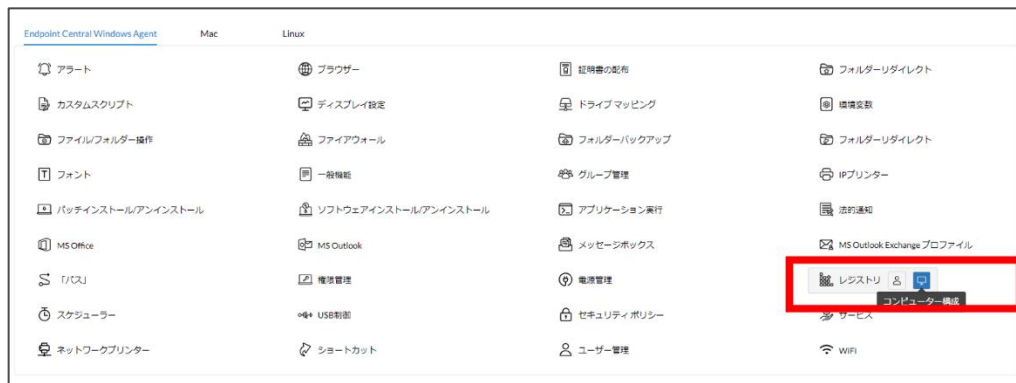 Endpoint Central Windows Agent Mac Linux
アラート ブラウザー 証明書の配布 フォルダーリダイレクト
カスタムスクリプト ディスプレイ設定 ドライブ マッピング 環境変数
ファイル/フォルダー操作 ファイアウォール フォルダーバックアップ フォルダーリダイレクト
フォント 一般機能 グループ管理 IPプリンター
パッチインストール/アンインストール ソフトウェアインストール/アンインストール アプリケーション実行 法的通知
MS Office MS Outlook メッセージボックス MS Outlook Exchange プロファイル
「パス」 権限管理 電源管理 レジストリ
コンピューター構成
スケジューラー USB制御 セキュリティ ポリシー サービス
ネットワークプリンター ショートカット ユーザー管理 WiFi